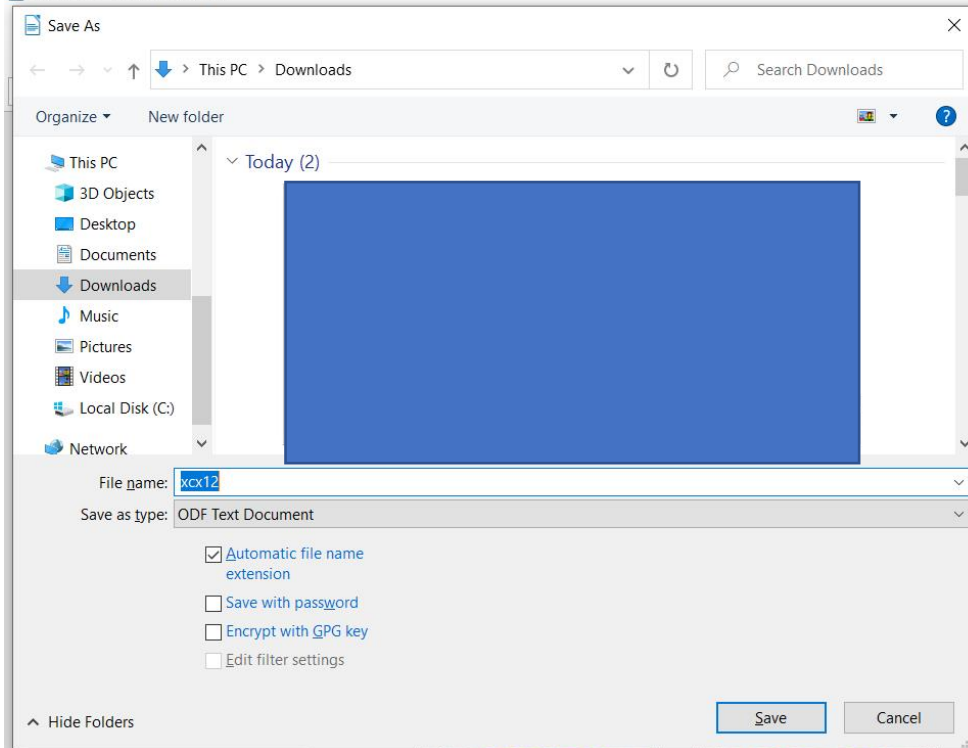 Save As
This PC > Downloads
Search Downloads
Organize
New folder
?
This PC
3D Objects
Desktop
Documents
Downloads
Music
Pictures
Videos
Local Disk (C:)
Network
Today (2)
File name: xcx12
Save as type: ODF Text Document
Automatic file name
extension
Save with password
Encrypt with GPG key
Edit filter settings
Hide Folders
Save
Cancel